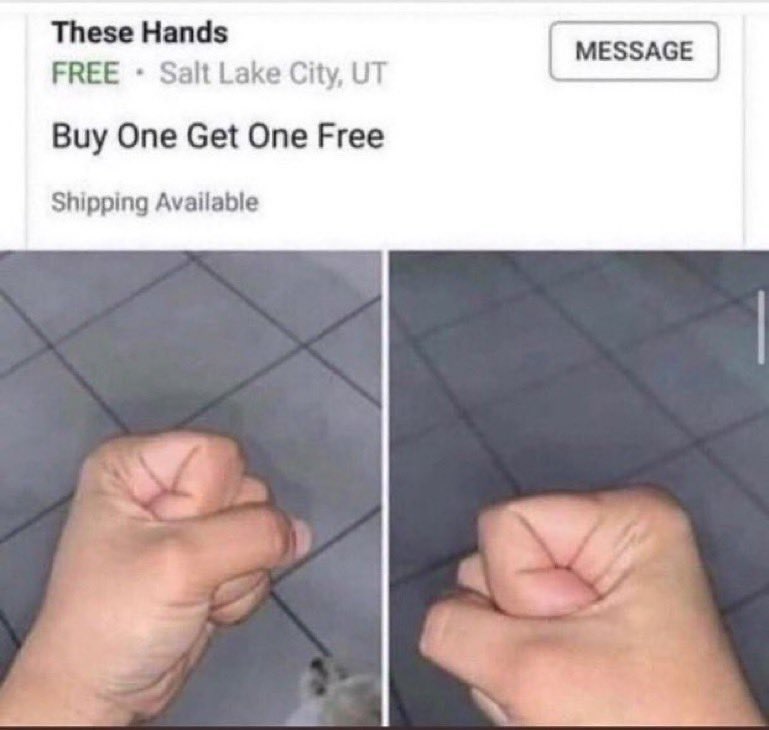 These Hands
MESSAGE
FREE · Salt Lake City, UT
Buy One Get One Free
Shipping Available